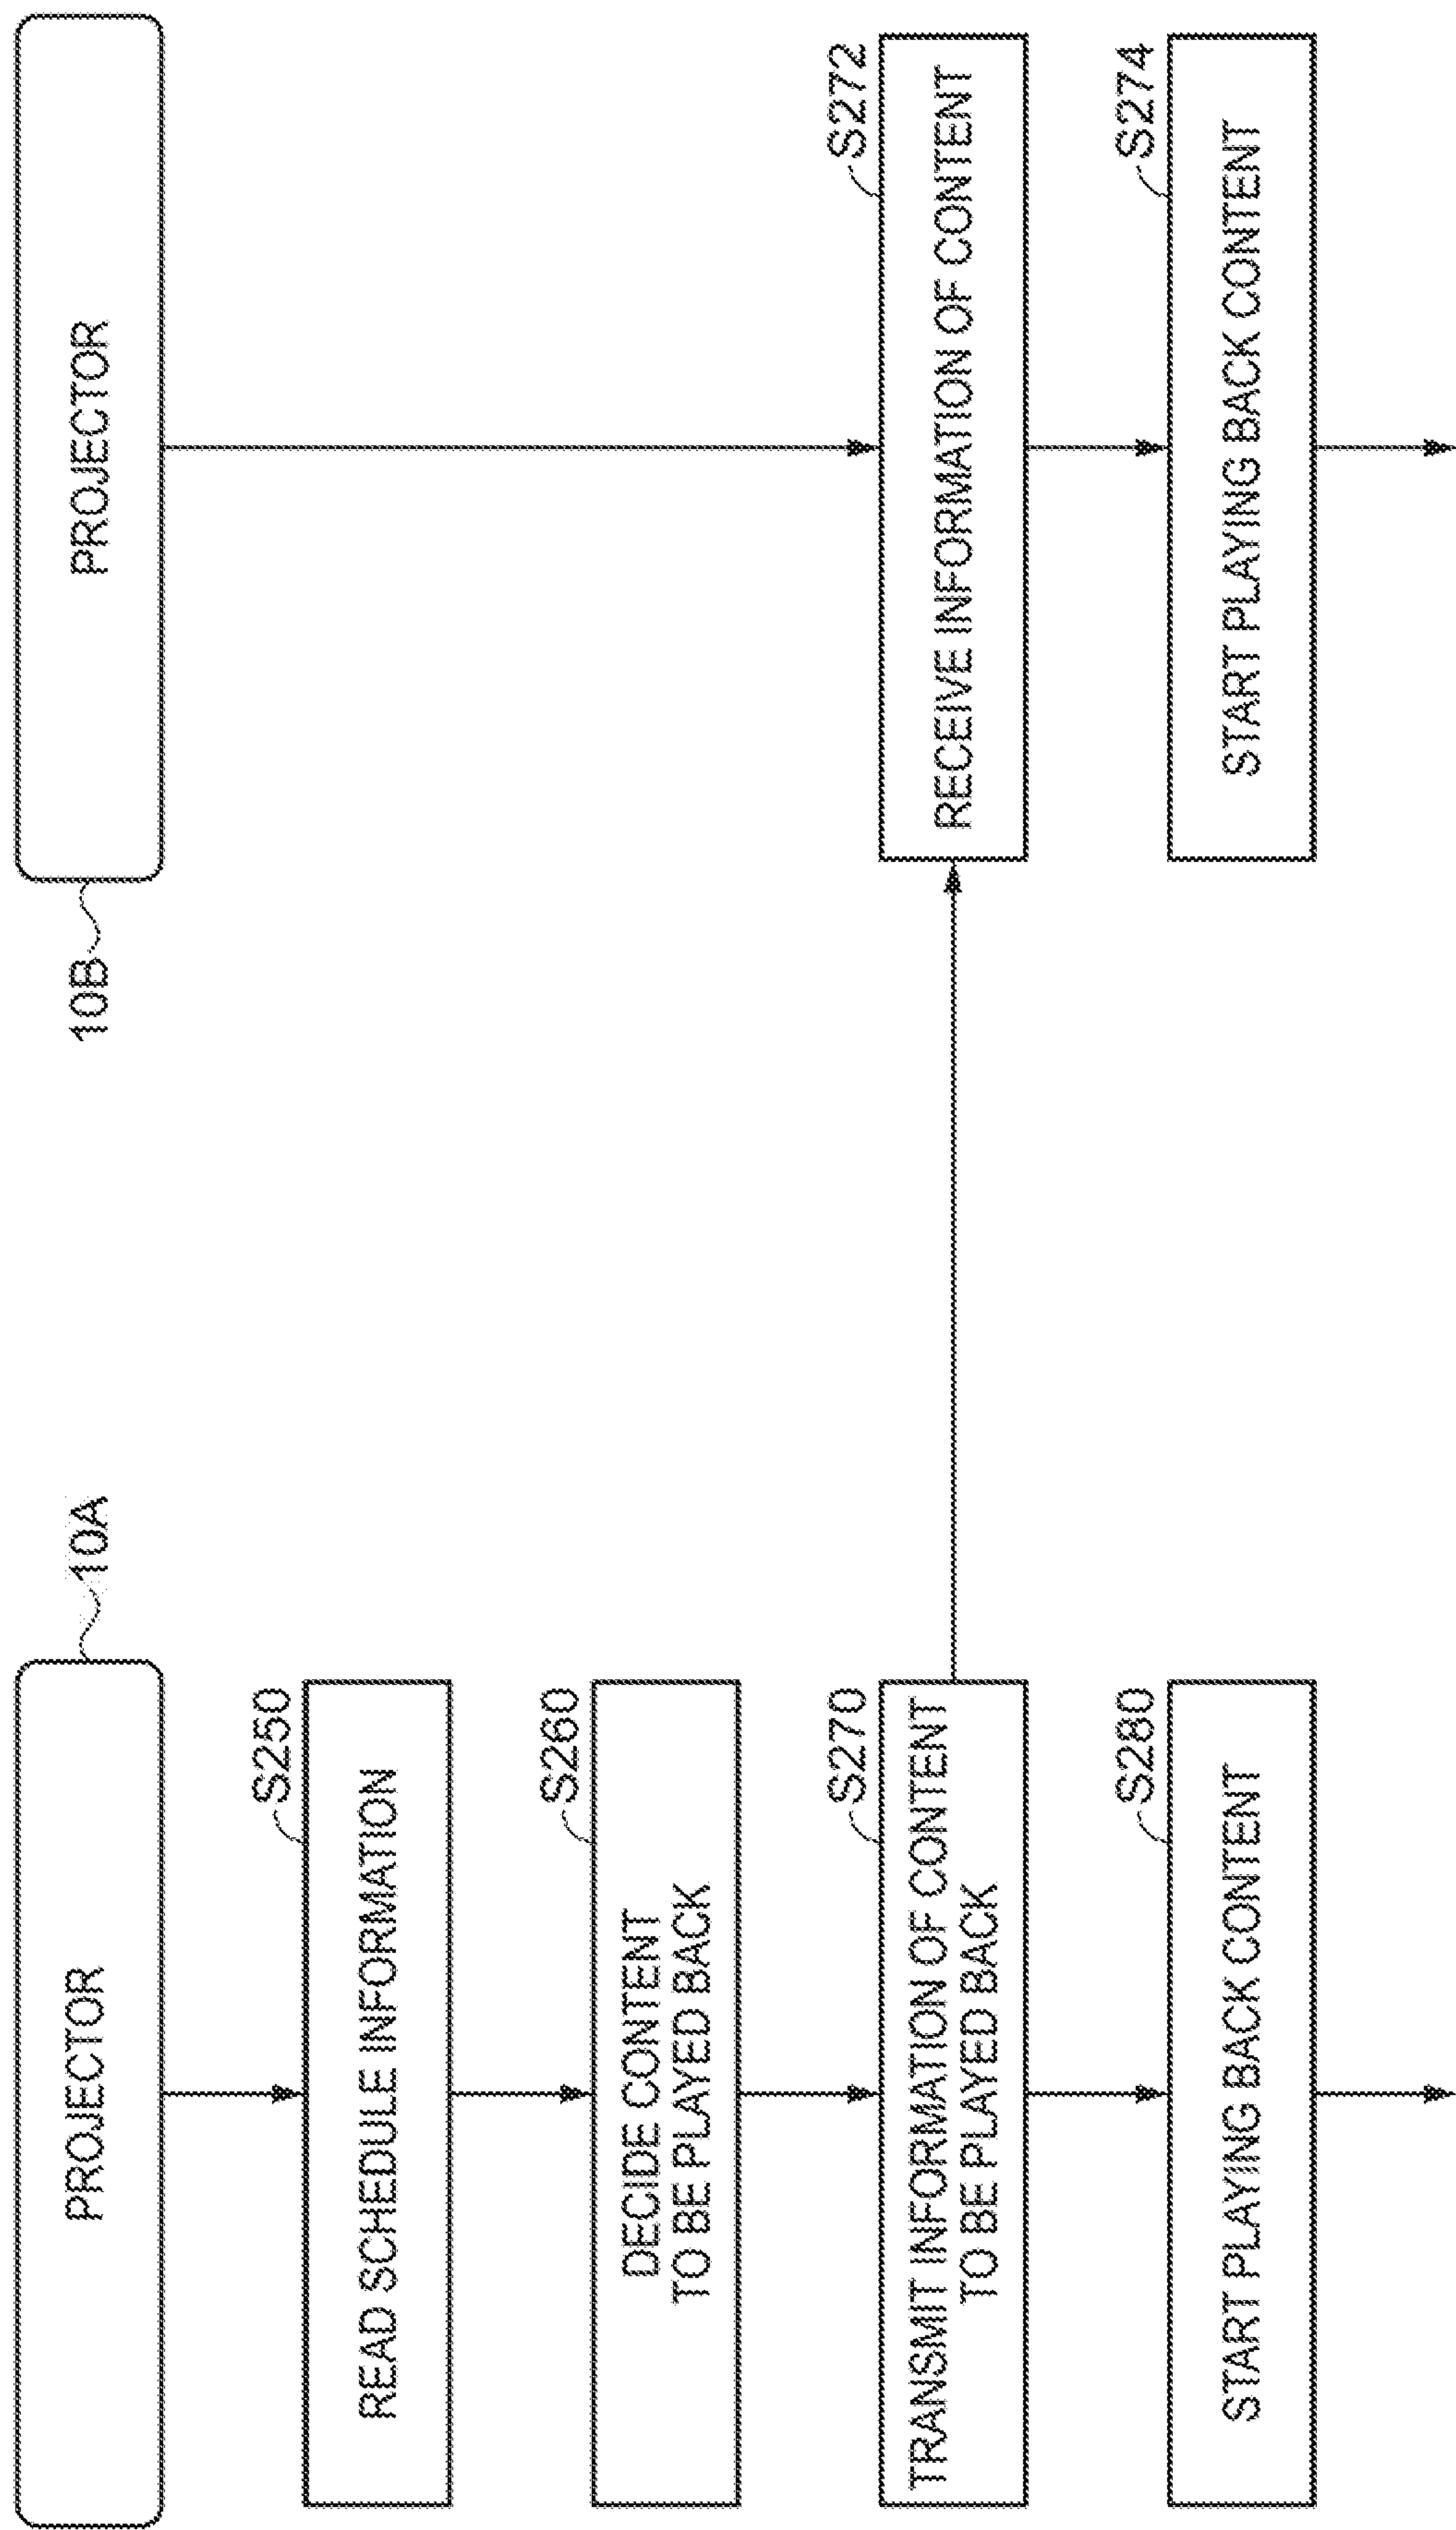 PROJECTOR
10A
S250
READ SCHEDULE INFORMATION
S260
DECIDE CONTENT
TO BE PLAYED BACK
S270
TRANSMIT INFORMATION OF CONTENT
TO BE PLAYED BACK
S280
START PLAYING BACK CONTENT
10B
PROJECTOR
S272
RECEIVE INFORMATION OF CONTENT
S274
START PLAYING BACK CONTENT